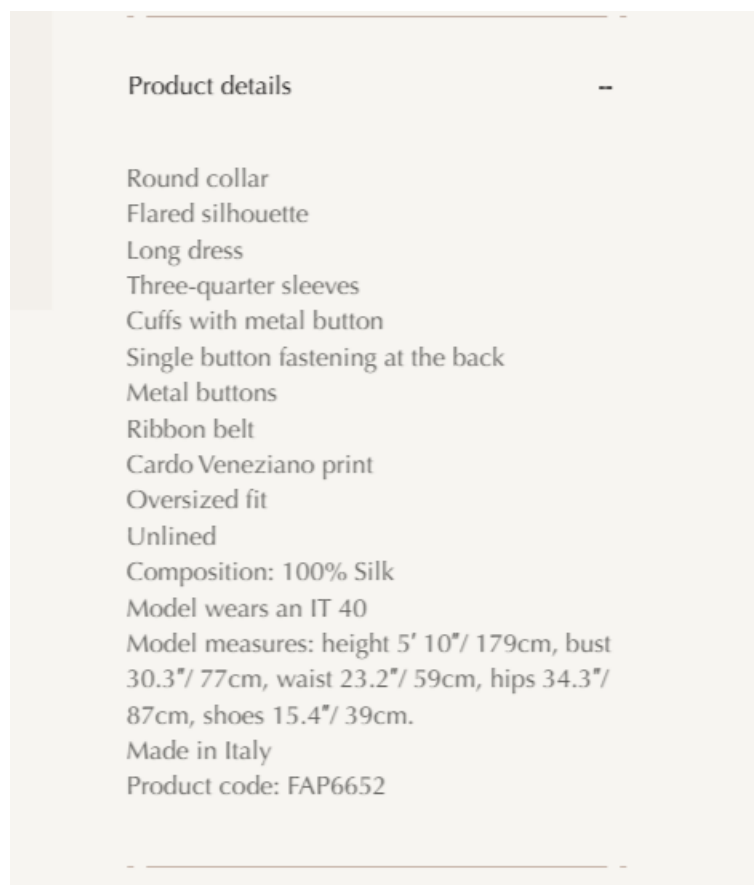 Product details --
Round collar
Flared silhouette
Long dress
Three-quarter sleeves
Cuffs with metal button
Single button fastening at the back
Metal buttons
Ribbon belt
Cardo Veneziano print
Oversized fit
Unlined
Composition: 100% Silk
Model wears an IT 40
Model measures: height 5′ 10″/ 179cm, bust
30.3″/ 77cm, waist 23.2″/ 59cm, hips 34.3″/
87cm, shoes 15.4″/ 39cm.
Made in Italy
Product code: FAP6652